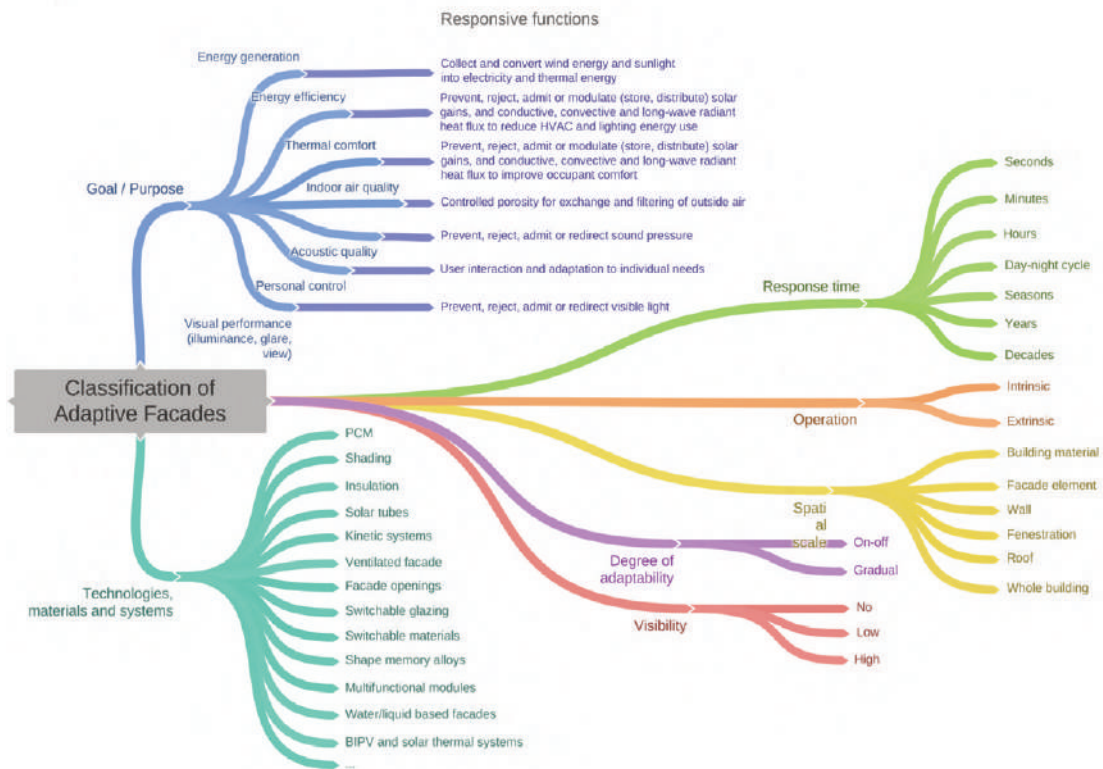 Responsive functions
Energy generation
Collect and convert wind energy and sunlight
into electricity and thermal energy
Energy efficiency
Prevent, reject, admit or modulate (store, distribute) solar
gains, and conductive, convective and long-wave radiant
heat flux to reduce HVAC and lighting energy use
Thermal comfort
Prevent, reject, admit or modulate (store, distribute) solar
gains, and conductive, convective and long-wave radiant
heat flux to improve occupant comfort
Goal / Purpose
Indoor air quality
Controlled porosity for exchange and filtering of outside air
Prevent, reject, admit or redirect sound pressure
Acoustic quality
User interaction and adaptation to individual needs
Personal control
Prevent, reject, admit or redirect visible light
Visual performance
(illuminance, glare,
view)
Classification of
Adaptive Facades
Response time
Seconds
Minutes
Hours
Day-night cycle
Seasons
Years
Decades
Operation
Intrinsic
Extrinsic
Spati
al
scale
Building material
Facade element
Wall
Fenestration
Roof
Whole building
Degree of
adaptability
On-off
Gradual
Visibility
No
Low
High
Technologies,
materials and systems
PCM
Shading
Insulation
Solar tubes
Kinetic systems
Ventilated facade
Facade openings
Switchable glazing
Switchable materials
Shape memory alloys
Multifunctional modules
Water/liquid based facades
BIPV and solar thermal systems
...